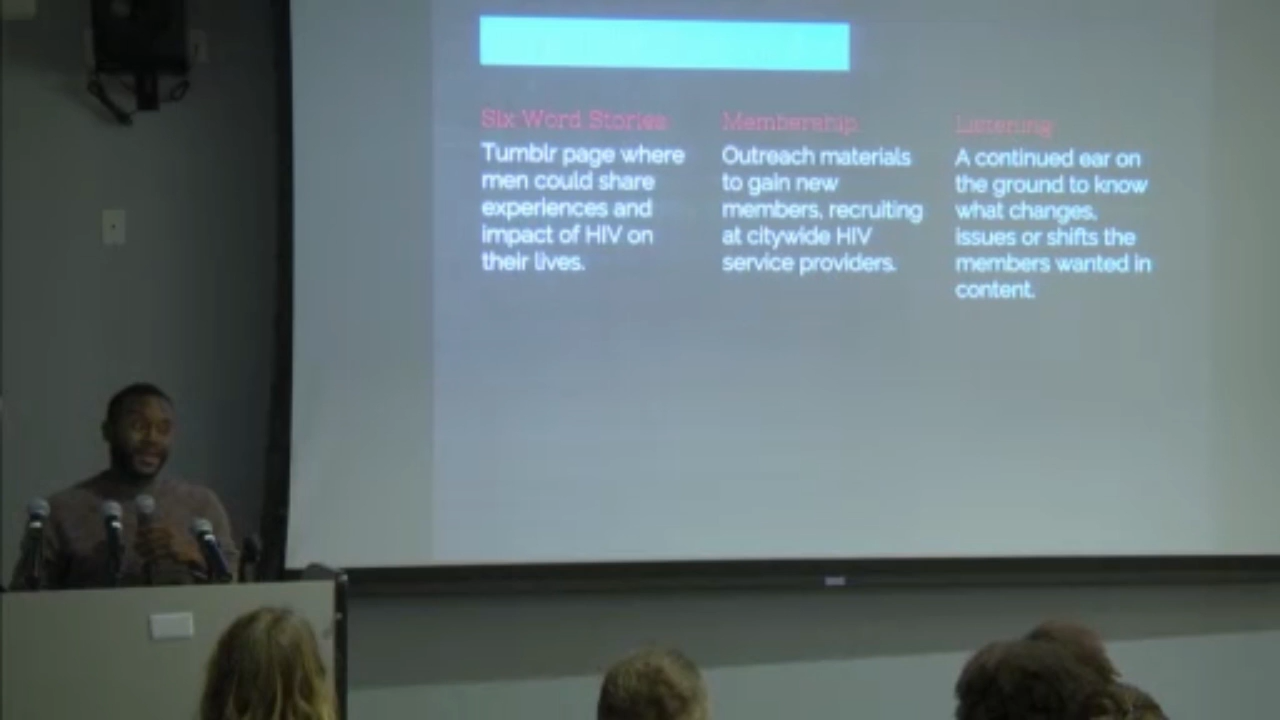 Six Word Stories
Tumblr page where
men could share
experiences and
impact of HIV on
their lives.
Membership
Outreach materials
to gain new
members, recruiting
at citywide HIV
service providers.
Listening
A continued ear on
the ground to know
what changes,
issues or shifts the
members wanted in
content.